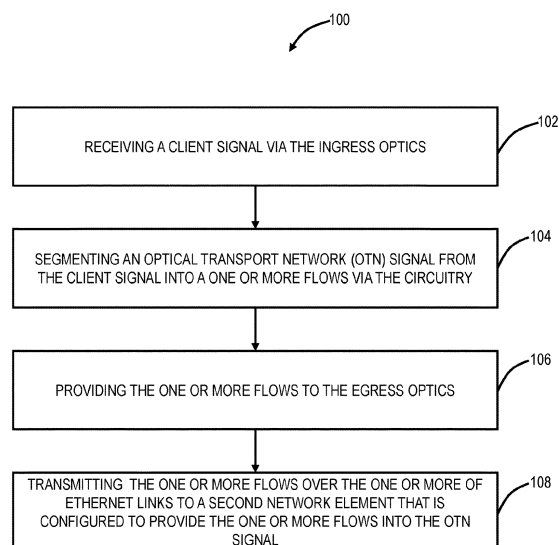 100
RECEIVING A CLIENT SIGNAL VIA THE INGRESS OPTICS
102
SEGMENTING AN OPTICAL TRANSPORT NETWORK (OTN) SIGNAL FROM
THE CLIENT SIGNAL INTO A ONE OR MORE FLOWS VIA THE CIRCUITRY
104
PROVIDING THE ONE OR MORE FLOWS TO THE EGRESS OPTICS
106
TRANSMITTING THE ONE OR MORE FLOWS OVER THE ONE OR MORE OF
ETHERNET LINKS TO A SECOND NETWORK ELEMENT THAT IS
CONFIGURED TO PROVIDE THE ONE OR MORE FLOWS INTO THE OTN
SIGNAL
108